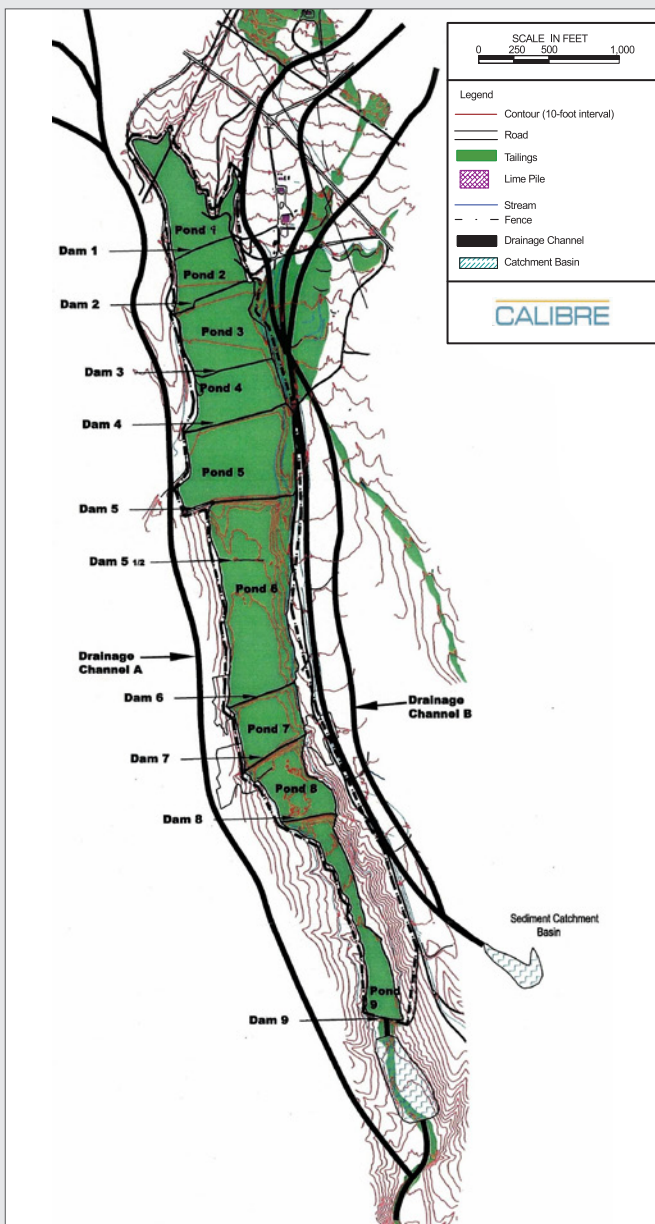 SCALE IN FEET
0 250 500 1,000
Legend
Contour (10-foot interval)
Road
Tailings
Lime Pile
Stream
Fence
Drainage Channel
Catchment Basin
CALIBRE
Pond 1
Dam 1
Pond 2
Dam 2
Pond 3
Dam 3
Pond 4
Dam 4
Pond 5
Dam 5
Dam 5 1/2
Pond 6
Drainage
Channel A
Dam 6
Drainage
Channel B
Pond 7
Dam 7
Pond 8
Dam 8
Sediment Catchment
Basin
Pond
9
Dam 9